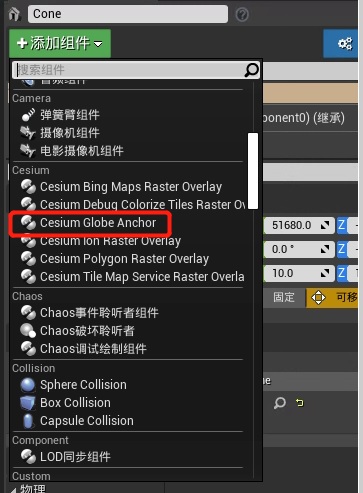 Cone
+添加组件
搜索组件
音频组件
Camera
弹簧臂组件
摄像机组件
电影摄像机组件
Cesium
Cesium Bing Maps Raster Overlay
Cesium Debug Colorize Tiles Raster Ov
Cesium Globe Anchor
Cesium Ion Raster Overlay
Cesium Polygon Raster Overlay
Cesium Tile Map Service Raster Overla
Chaos
Chaos事件聆听者组件
Chaos破坏聆听者
Chaos调试绘制组件
Collision
Sphere Collision
Box Collision
Capsule Collision
Component
LOD同步组件
Custom
物理
ponent0) (继承)
51680.0
Z
0.0 °
Z
10.0
Z
固定
可移
ne